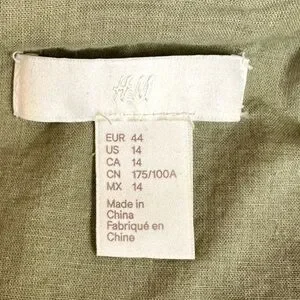 H&M
EUR 44
US 14
CA 14
CN 175/100A
MX 14
Made in
China
Fabriqué en
Chine